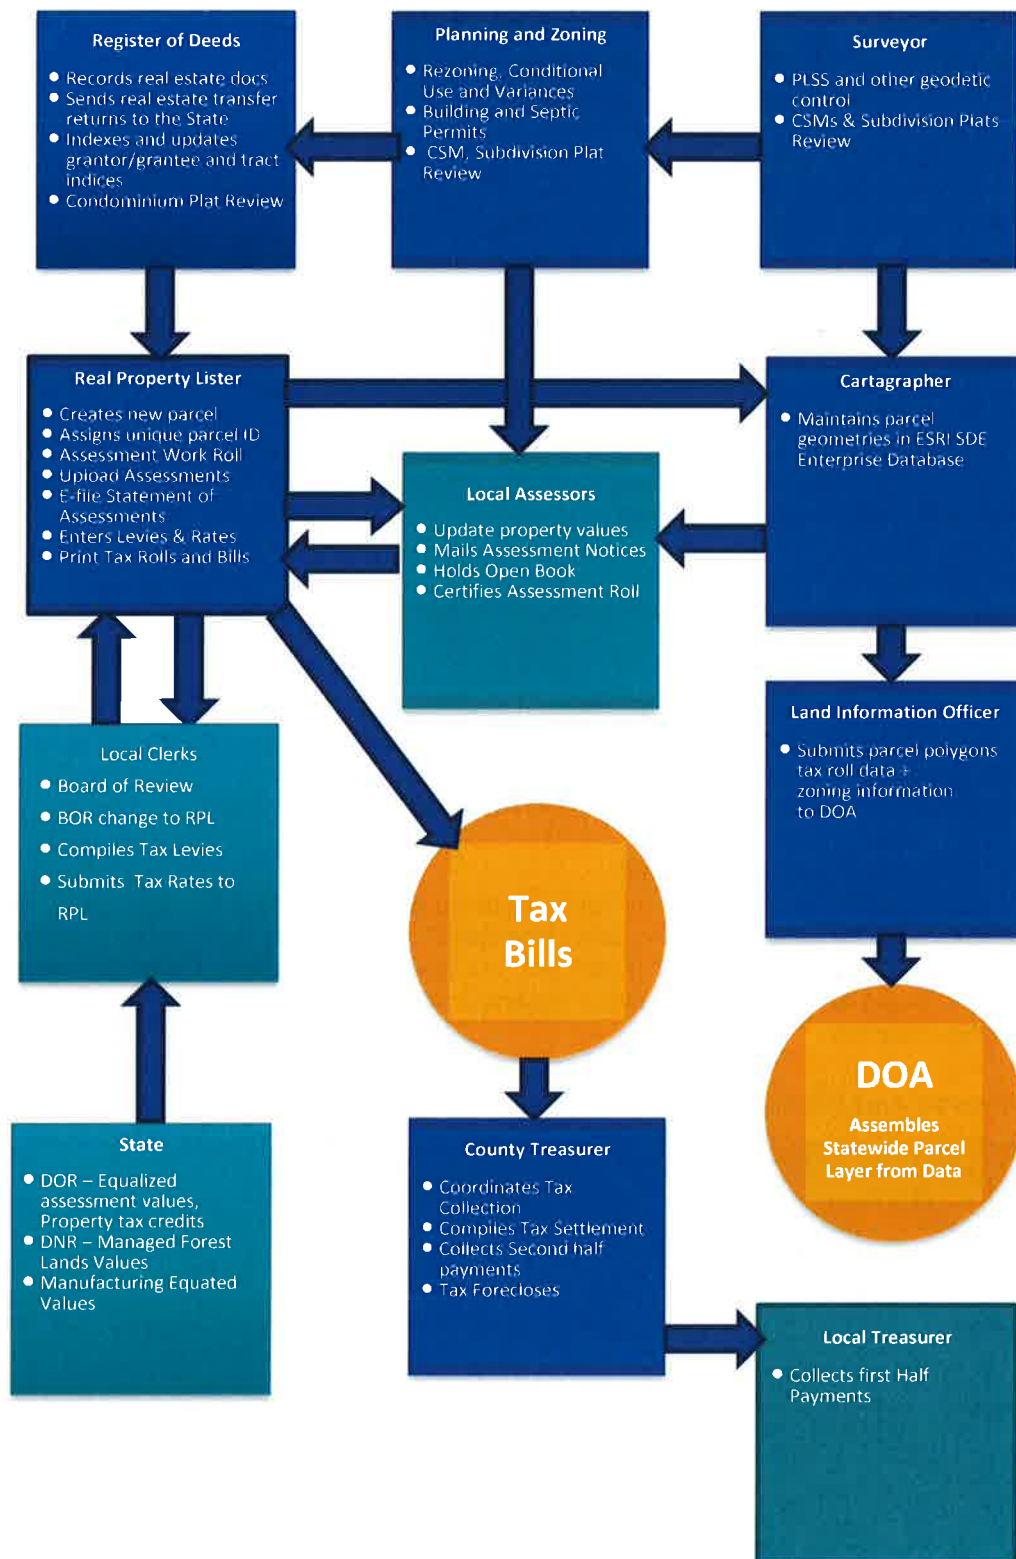 Register of Deeds
● Records real estate docs
● Sends real estate transfer
returns to the State
● Indexes and updates
grantor/grantee and tract
indices
● Condominium Plat Review
Planning and Zoning
● Rezoning, Conditional
Use and Variances
● Building and Septic
Permits
● CSM, Subdivision Plat
Review
Surveyor
● PLSS and other geodetic
control
● CSMs & Subdivision Plats
Review
Real Property Lister
● Creates new parcel
● Assigns unique parcel ID
● Assessment Work Roll
● Upload Assessments
● E-file Statement of
Assessments
● Enters Levies & Rates
● Print Tax Rolls and Bills
Cartagrapher
● Maintains parcel
geometries in ESRI SDE
Enterprise Database
Local Assessors
● Update property values
● Mails Assessment Notices
● Holds Open Book
● Certifies Assessment Roll
Land Information Officer
● Submits parcel polygons
tax roll data +
zoning information
to DOA
Local Clerks
● Board of Review
● BOR change to RPL
● Compiles Tax Levies
● Submits Tax Rates to
RPL
Tax
Bills
DOA
Assembles
Statewide Parcel
Layer from Data
State
● DOR – Equalized
assessment values,
Property tax credits
● DNR – Managed Forest
Lands Values
● Manufacturing Equated
Values
County Treasurer
● Coordinates Tax
Collection
● Compiles Tax Settlement
● Collects Second half
payments
● Tax Forecloses
Local Treasurer
● Collects first Half
Payments